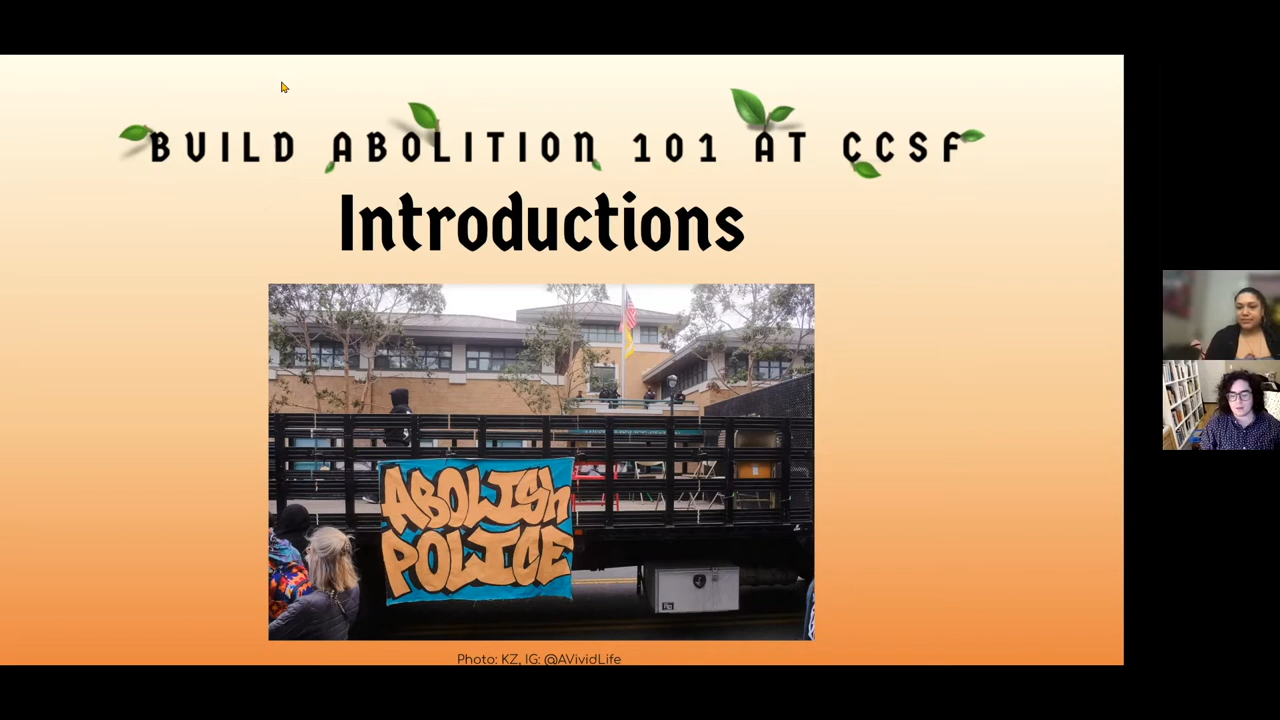 BUILD ABOLITION 101 AT CCSF
Introductions
ABOLISH
POLICE
Photo: KZ, IG: @AVividLife